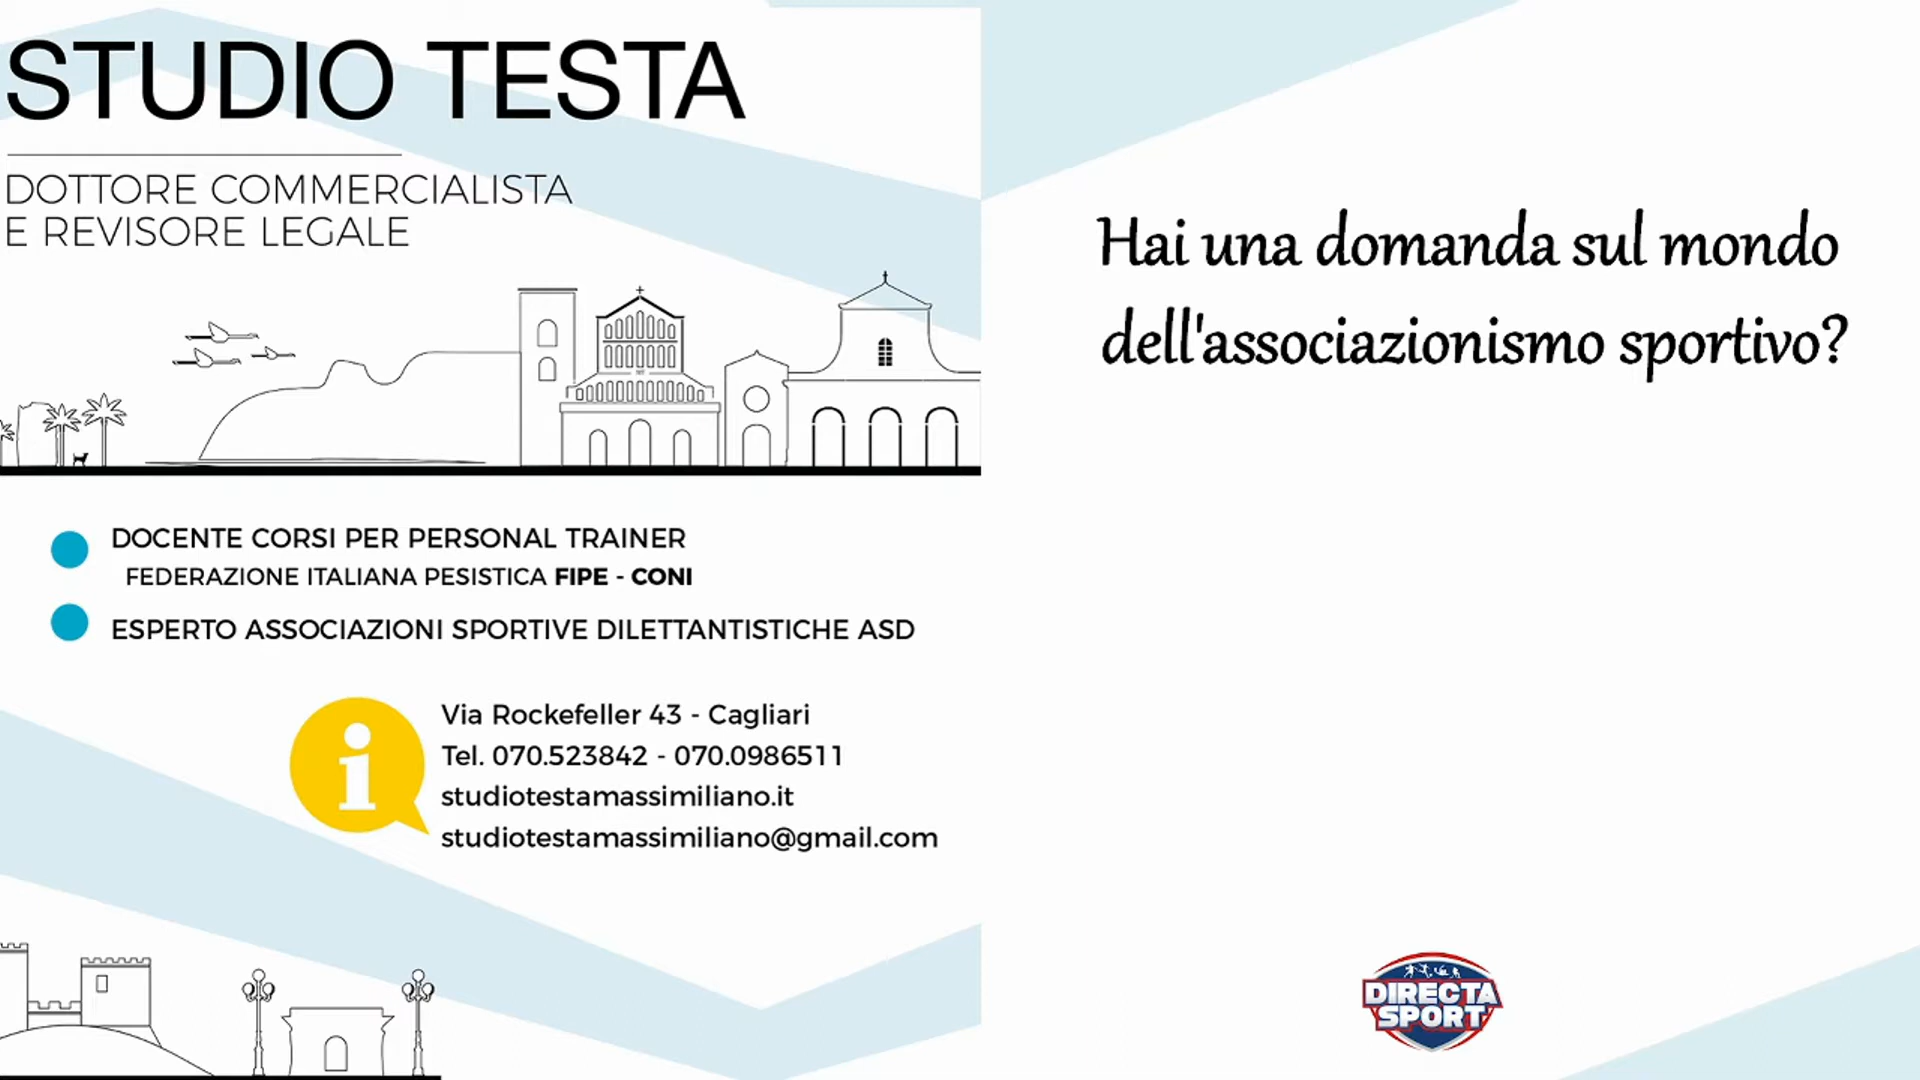 STUDIO TESTA
DOTTORE COMMERCIALISTA
E REVISORE LEGALE
DOCENTE CORSI PER PERSONAL TRAINER
FEDERAZIONE ITALIANA PESISTICA FIPE - CONI
ESPERTO ASSOCIAZIONI SPORTIVE DILETTANTISTICHE ASD
i
Via Rockefeller 43 - Cagliari
Tel. 070.523842 - 070.0986511
studiotestamassimiliano.it
studiotestamassimiliano@gmail.com
Hai una domanda sul mondo
dell'associazionismo sportivo?
DIRECTA
SPORT